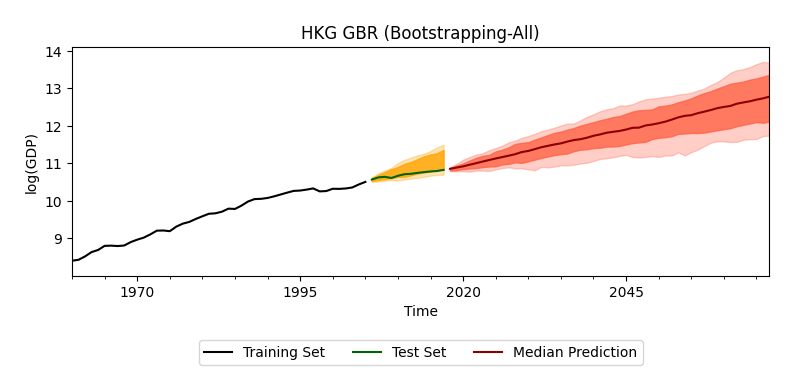 HKG GBR (Bootstrapping-All)
14
13
12
11
10
9
log(GDP)
1970
1995
2020
2045
Time
Training Set
Test Set
Median Prediction